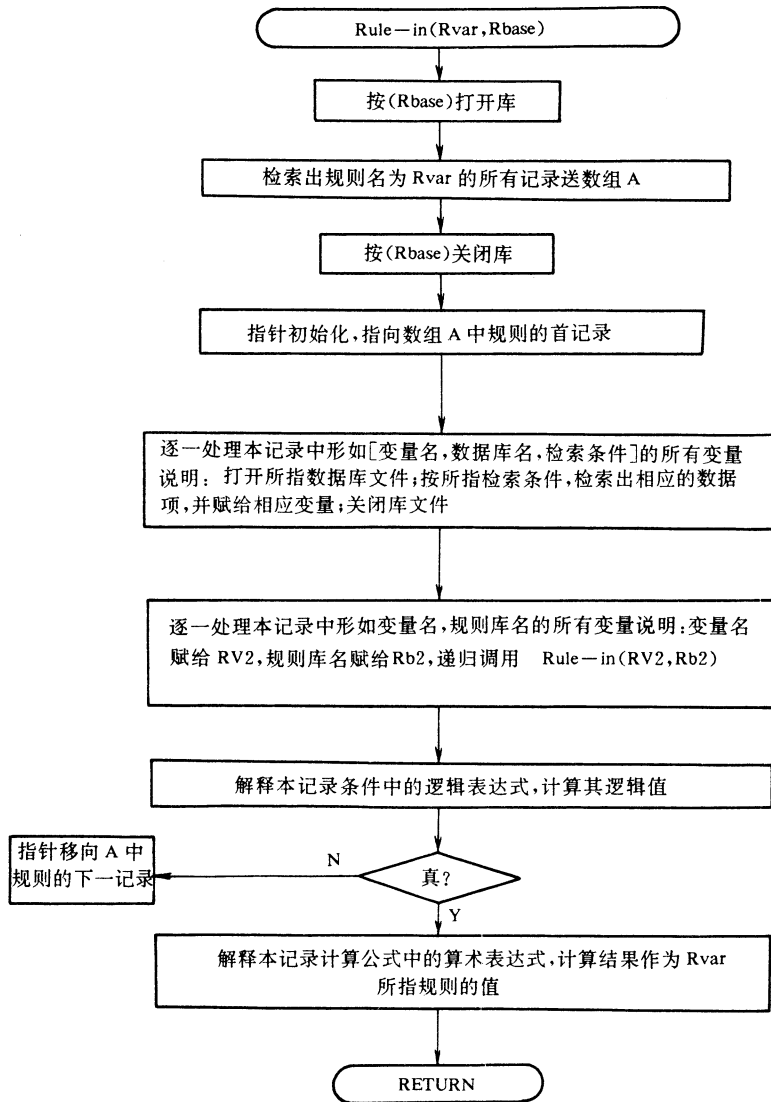 Rule—in(Rvar,Rbase)
按(Rbase)打开库
检索出规则名为 Rvar 的所有记录送数组 A
按(Rbase)关闭库
指针初始化,指向数组 A 中规则的首记录
逐一处理本记录中形如[变量名,数据库名,检索条件]的所有变量
说明: 打开所指数据库文件;按所指检索条件,检索出相应的数据
项,并赋给相应变量;关闭库文件
逐一处理本记录中形如变量名,规则库名的所有变量说明:变量名
赋给 RV2,规则库名赋给 Rb2,递归调用 Rule—in(RV2,Rb2)
解释本记录条件中的逻辑表达式,计算其逻辑值
指针移向 A 中
规则的下一记录
N
真?
Y
解释本记录计算公式中的算术表达式,计算结果作为 Rvar
所指规则的值
RETURN